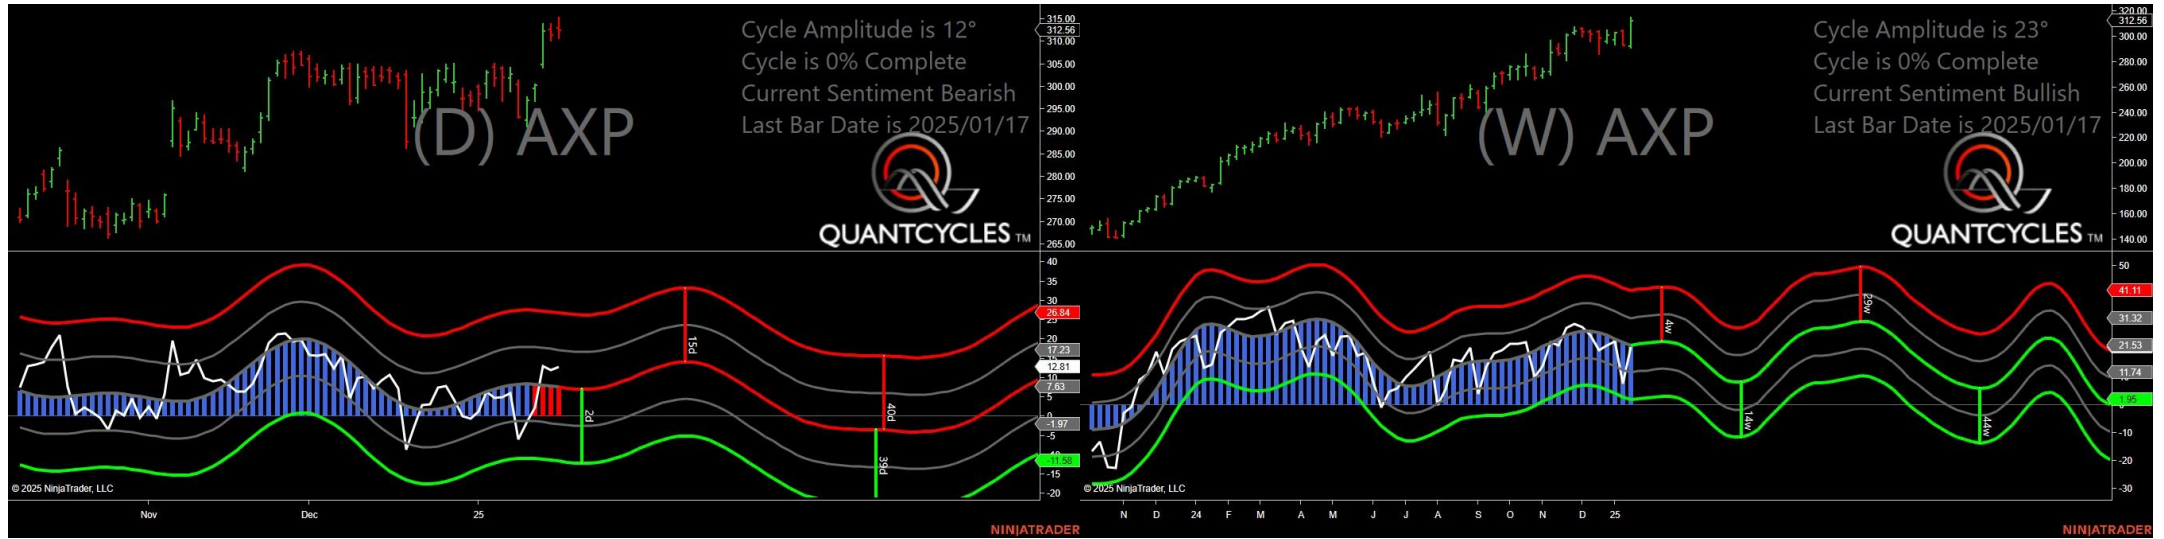 Cycle Amplitude is 12°
Cycle is 0% Complete
Current Sentiment Bearish
Last Bar Date is 2025/01/17
(D) AXP
QUANTCYCLES TM
315.00
312.56
310.00
305.00
300.00
295.00
290.00
285.00
280.00
275.00
270.00
265.00
40
35
30
26.84
25
20
17.23
12.81
10
7.63
5
0
-1.97
-5
-11.58
-15
-20
2d
15d
39d
40d
© 2025 NinjaTrader, LLC
Nov
Dec
25
NINJATRADER
Cycle Amplitude is 23°
Cycle is 0% Complete
Current Sentiment Bullish
Last Bar Date is 2025/01/17
(W) AXP
QUANTCYCLES TM
320.00
312.56
300.00
280.00
260.00
240.00
220.00
200.00
180.00
160.00
140.00
50
41.11
31.32
21.53
11.74
1.95
-10
-20
-30
4w
14w
29w
44w
© 2025 NinjaTrader, LLC
N D 24 F M A M J J A S O N D 25
NINJATRADER